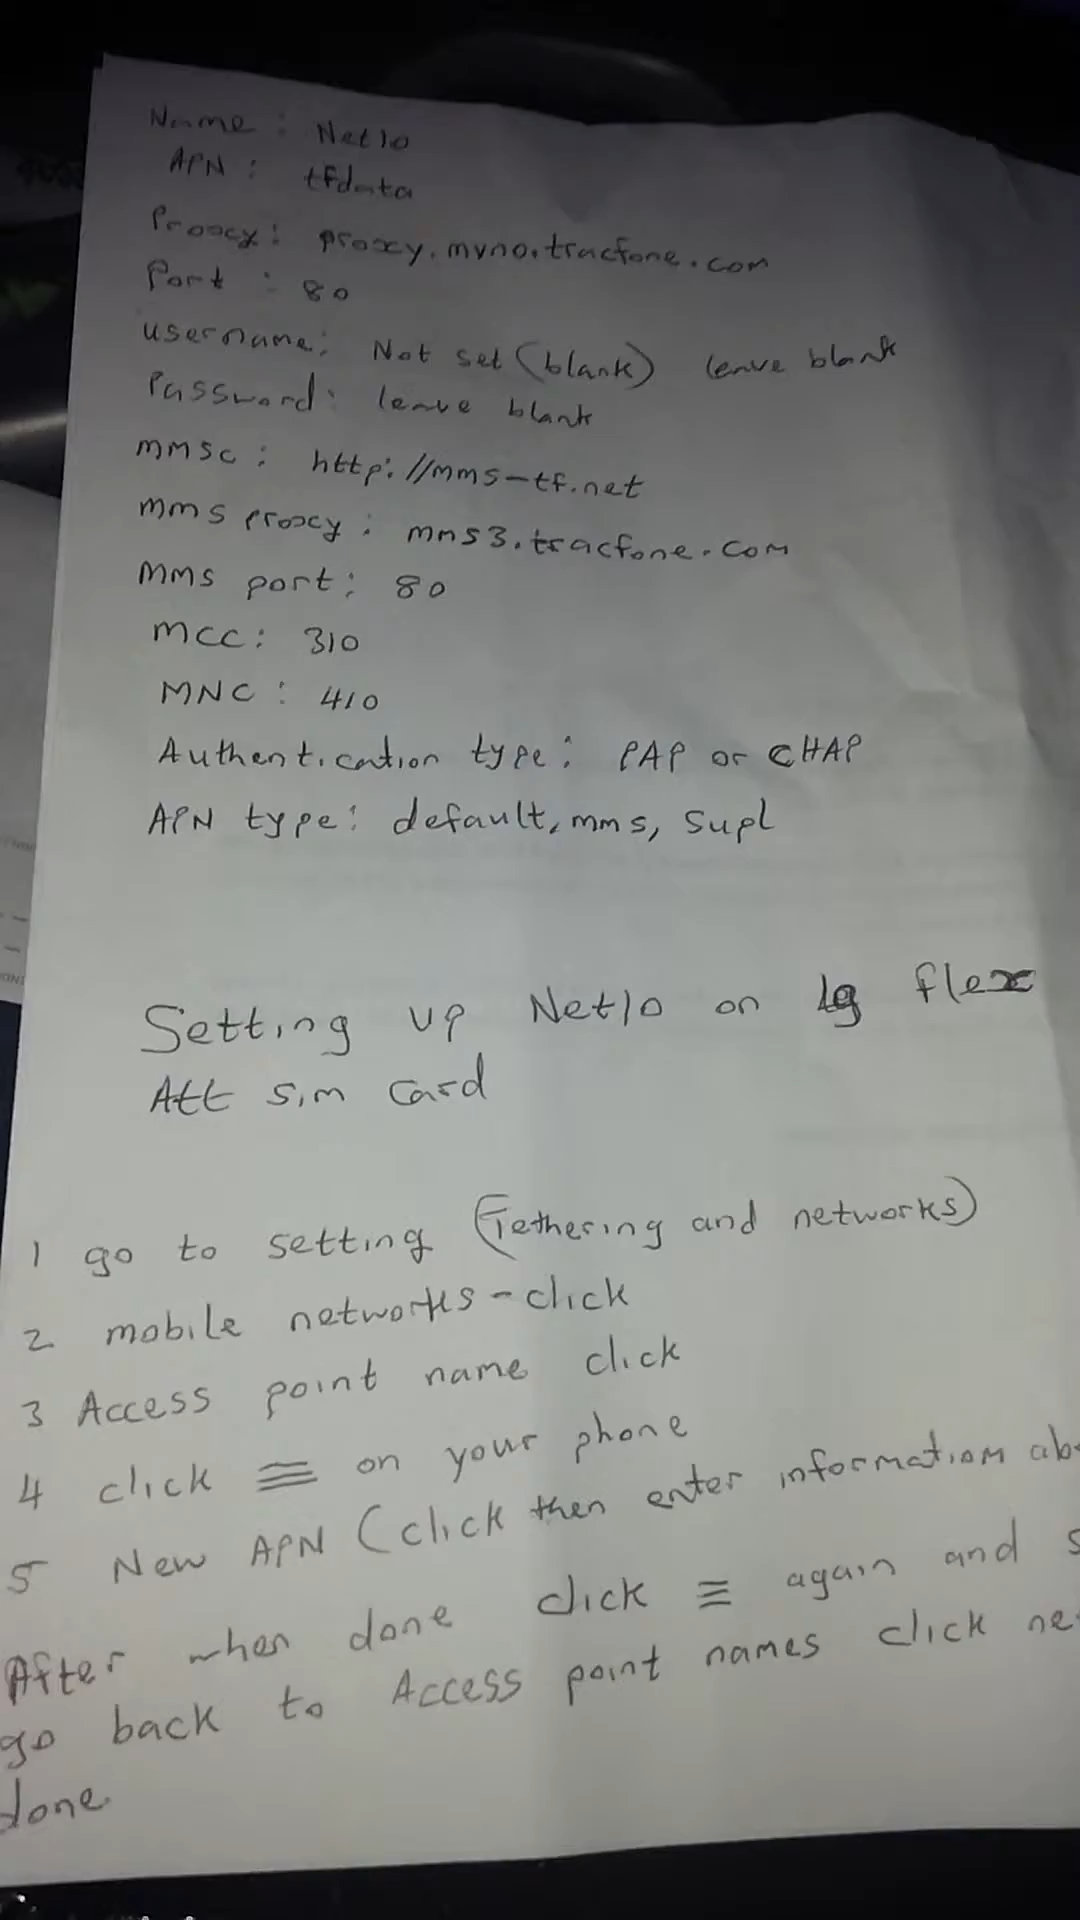 Name : Net10
APN : tfdata
Proxy: proxy.mvno.tracfone.com
Port : 80
username: Not set (blank) leave blank
Password: leave blank
mmsc : http://mms-tf.net
mms proxy : mms3.tracfone.com
mms port: 80
MCC: 310
MNC : 410
Authentication type: PAP or CHAP
APN type: default, mms, supl
Setting up Net10 on lg flex
Att sim card
1 go to setting (Tethering and networks)
2 mobile networks - click
3 Access point name click
4 click ≡ on your phone
5 New APN (click then enter information
After when done click ≡ again and
go back to Access point names click
done